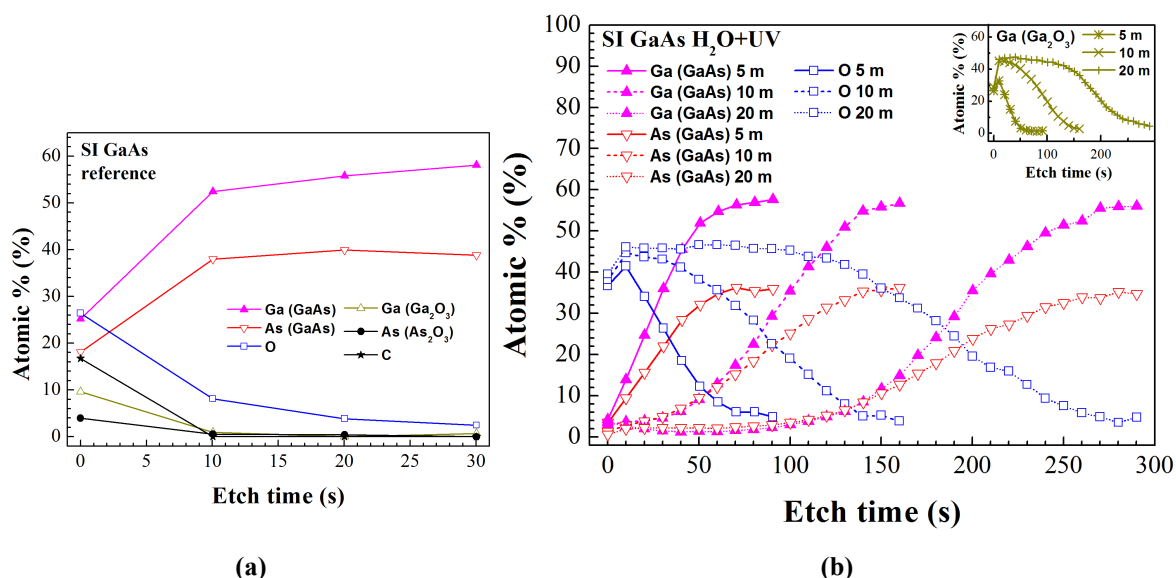 SI GaAs
reference
Ga (GaAs)
As (GaAs)
O
Ga (Ga2O3)
As (As2O3)
C
Atomic % (%)
60
50
40
30
20
10
0
0 5 10 15 20 25 30
Etch time (s)
(a)
SI GaAs H2O+UV
Ga (GaAs) 5 m
Ga (GaAs) 10 m
Ga (GaAs) 20 m
As (GaAs) 5 m
As (GaAs) 10 m
As (GaAs) 20 m
O 5 m
O 10 m
O 20 m
Atomic % (%)
100
90
80
70
60
50
40
30
20
10
0
0 50 100 150 200 250 300
Etch time (s)
Ga (Ga2O3)
5 m
10 m
20 m
Atomic % (%)
60
40
20
0
0 100 200
Etch time (s)
(b)